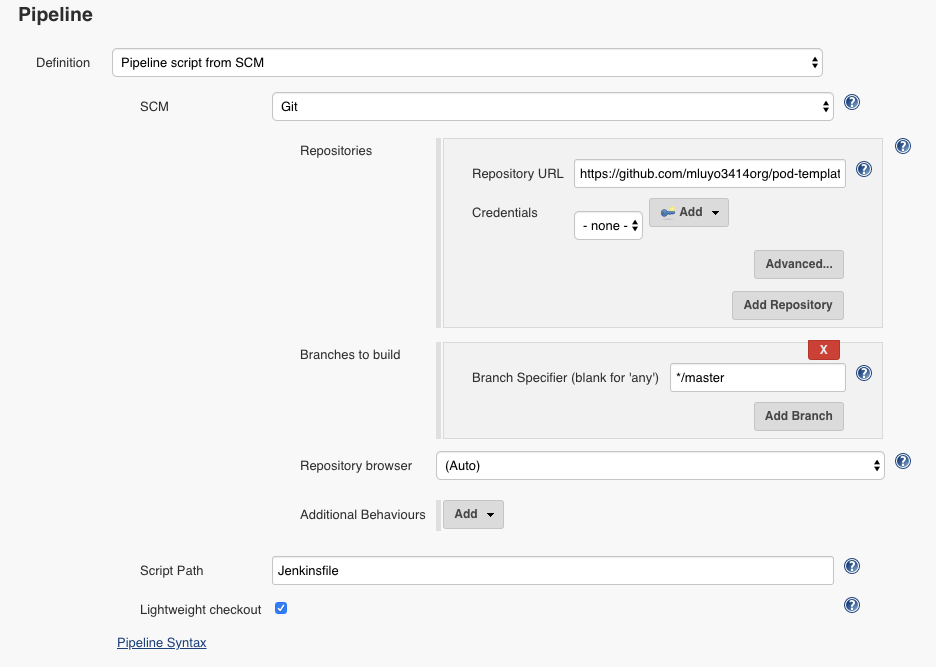 Pipeline
Definition
Pipeline script from SCM
SCM
Git
?
Repositories
?
Repository URL
https://github.com/mluyo3414org/pod-templat
?
Credentials
- none -
Add
Advanced...
Add Repository
Branches to build
X
Branch Specifier (blank for 'any')
*/master
?
Add Branch
Repository browser
(Auto)
?
Additional Behaviours
Add
Script Path
Jenkinsfile
?
Lightweight checkout
?
Pipeline Syntax